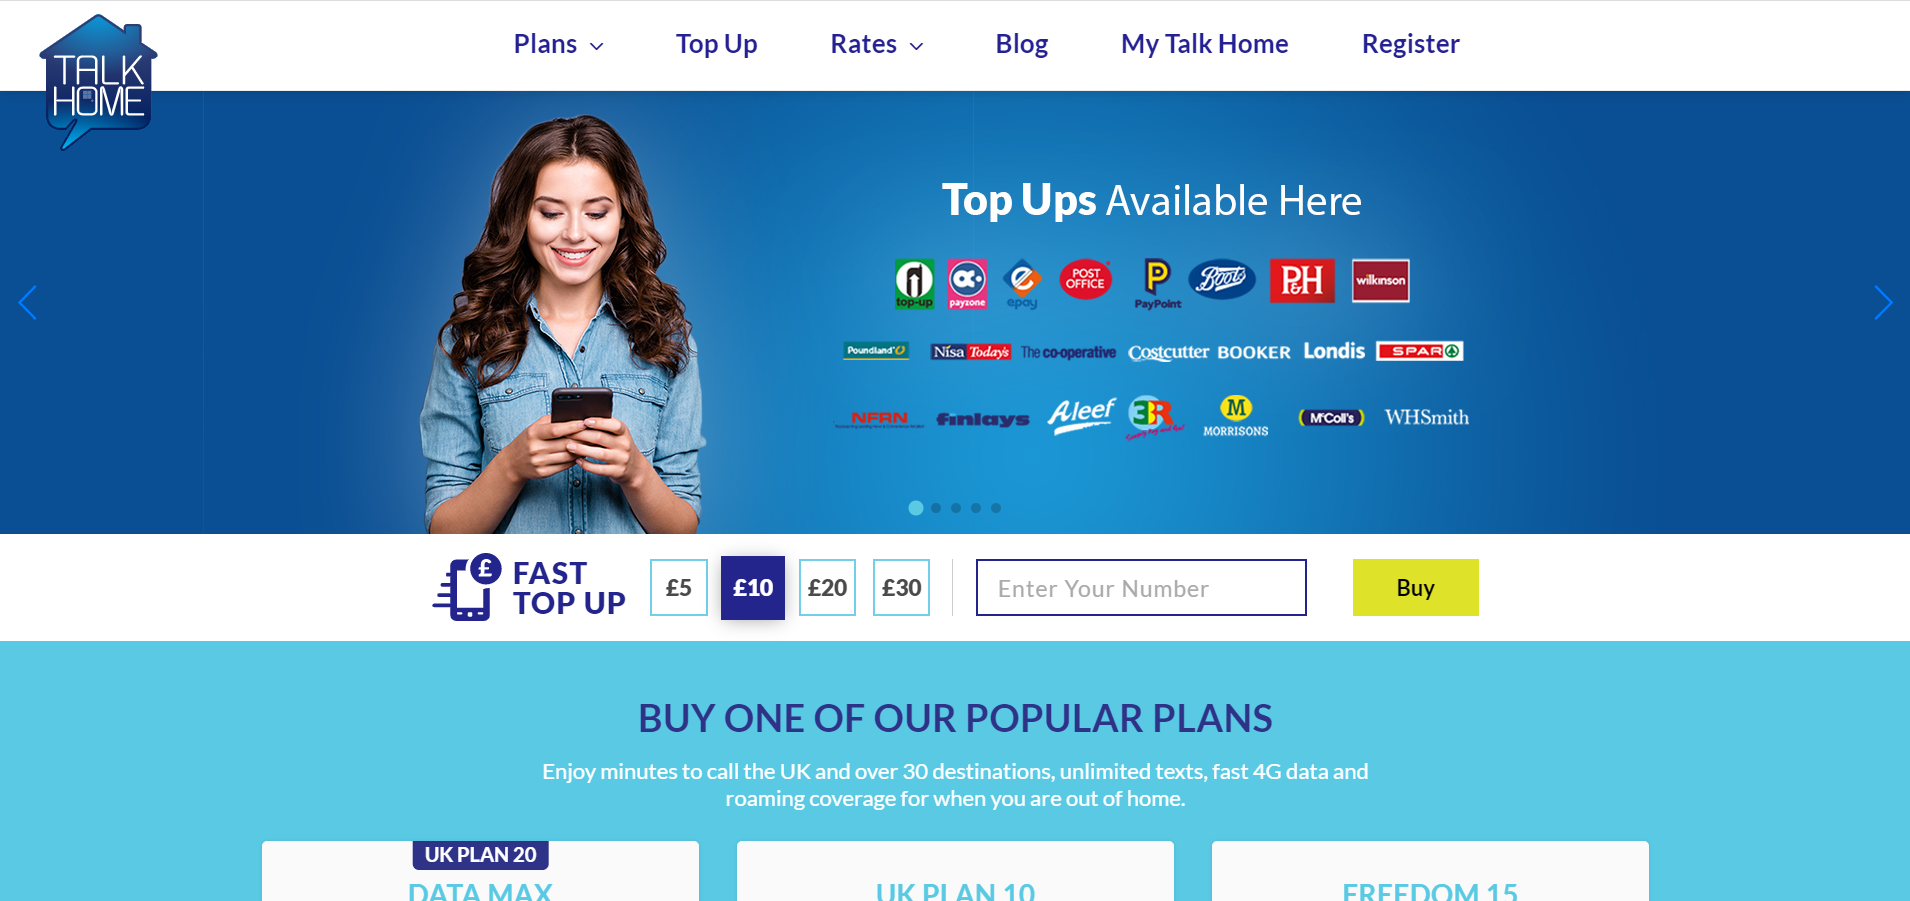 TALK
HOME
Plans
Top Up
Rates
Blog
My Talk Home
Register
Top Ups Available Here
top-up
payzone
epay
POST
OFFICE
PayPoint
Boots
P&H
wilkinson
Poundland
Nisa Today's
The co-operative
Costcutter
BOOKER
Londis
SPAR
NFRN
finlays
Aleef
3R
M
MORRISONS
McColl's
WHSmith
£
FAST
TOP UP
£5
£10
£20
£30
Enter Your Number
Buy
BUY ONE OF OUR POPULAR PLANS
Enjoy minutes to call the UK and over 30 destinations, unlimited texts, fast 4G data and
roaming coverage for when you are out of home.
UK PLAN 20
DATA MAX
UK PLAN 10
FREEDOM 15